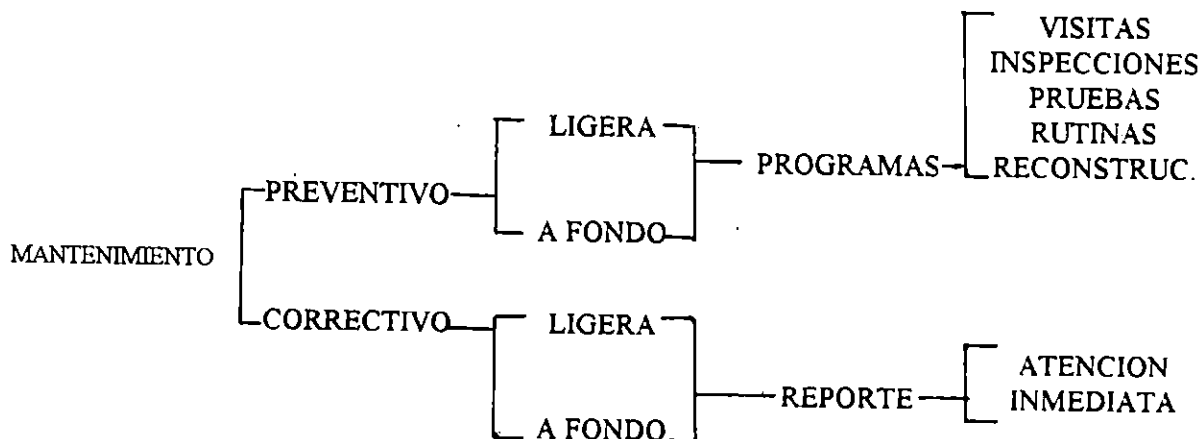 VISITAS
INSPECCIONES
PRUEBAS
RUTINAS
RECONSTRUC.
LIGERA
PROGRAMAS
PREVENTIVO
A FONDO
MANTENIMIENTO
CORRECTIVO
LIGERA
ATENCION
INMEDIATA
REPORTE
A FONDO